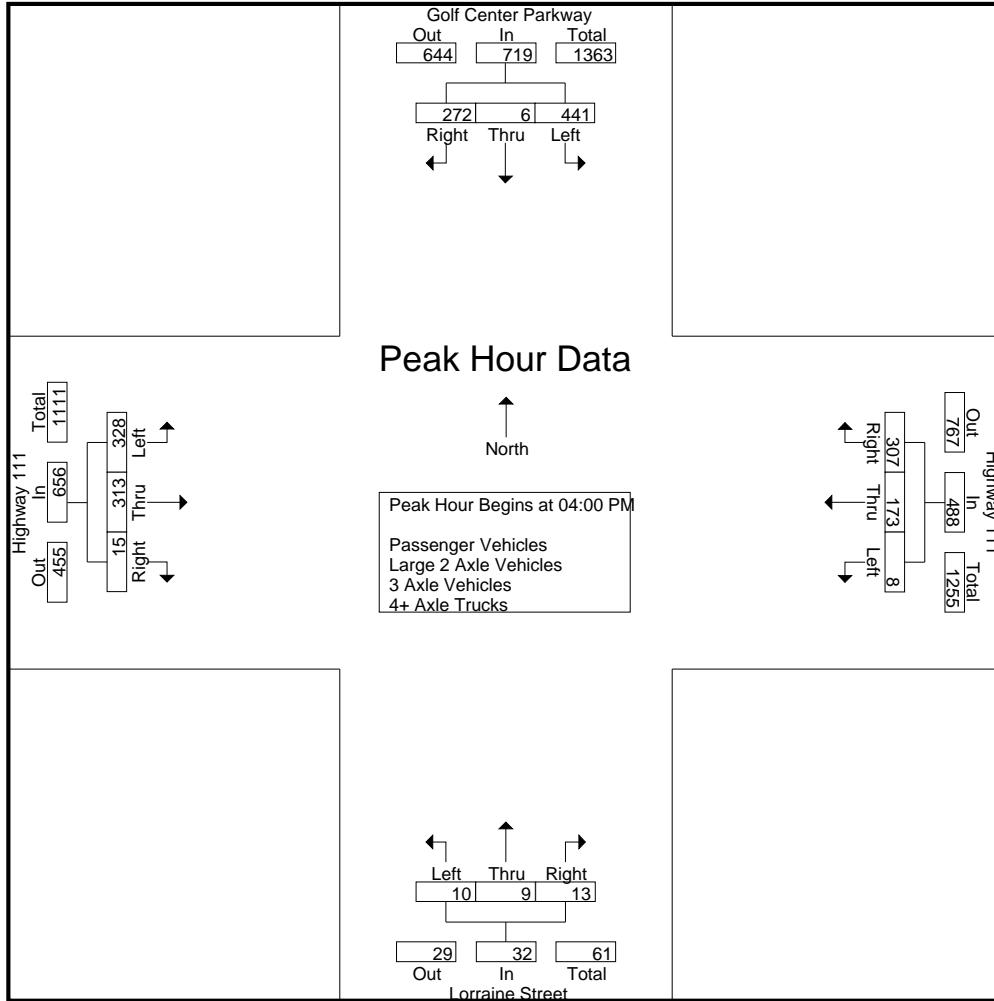 Golf Center Parkway
Out In Total
644 719 1363
272 6 441
Right Thru Left
Peak Hour Data
North
Peak Hour Begins at 04:00 PM
Passenger Vehicles
Large 2 Axle Vehicles
3 Axle Vehicles
4+ Axle Trucks
Highway 111
Out In Total
455 656 1111
15 313 328
Right Thru Left
Highway 111
Out In Total
767 488 1255
307 173 8
Right Thru Left
Left Thru Right
10 9 13
29 32 61
Out In Total
Lorraine Street